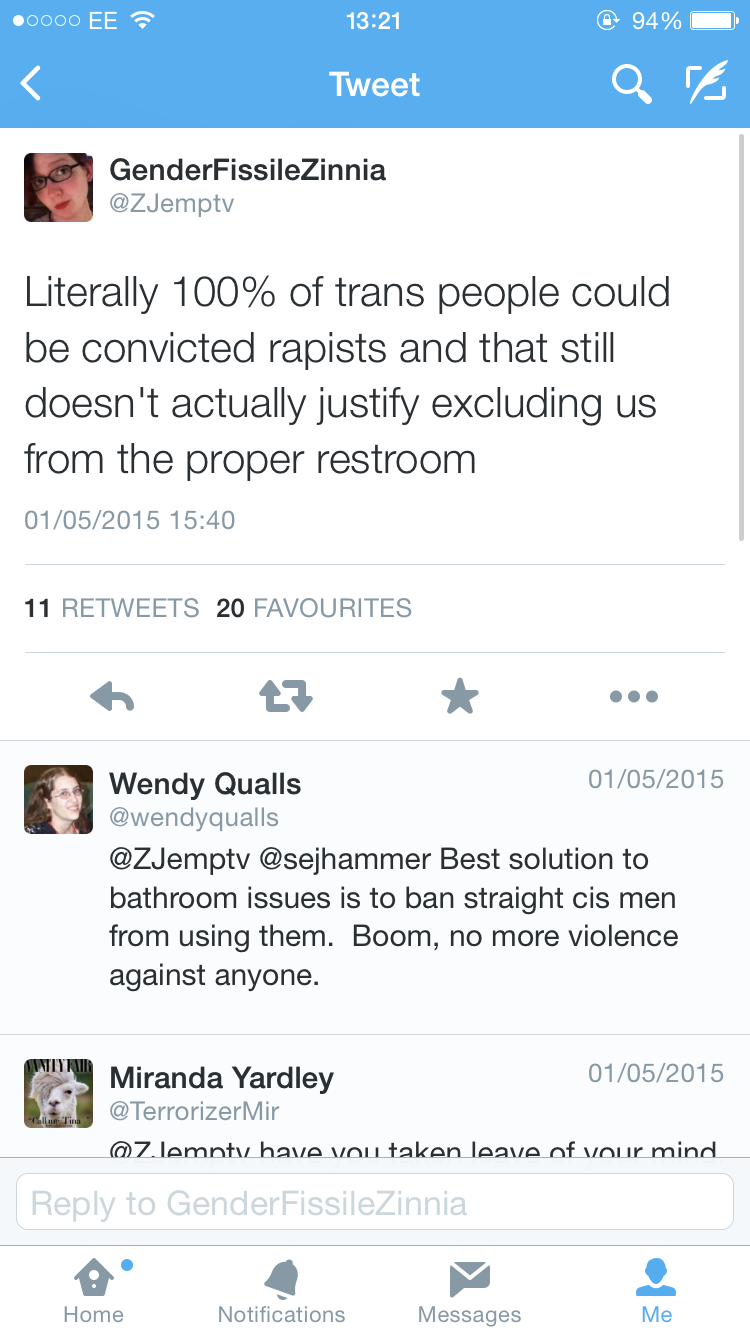 EE 13:21 94%
Tweet
GenderFissileZinnia
@ZJemptv
Literally 100% of trans people could
be convicted rapists and that still
doesn't actually justify excluding us
from the proper restroom
01/05/2015 15:40
11 RETWEETS 20 FAVOURITES
Wendy Qualls 01/05/2015
@wendyqualls
@ZJemptv @sejhammer Best solution to
bathroom issues is to ban straight cis men
from using them. Boom, no more violence
against anyone.
VANITY FAIR
"Call me Tina"
Miranda Yardley 01/05/2015
@TerrorizerMir
@ZJemptv have you taken leave of your mind
Reply to GenderFissileZinnia
Home Notifications Messages Me